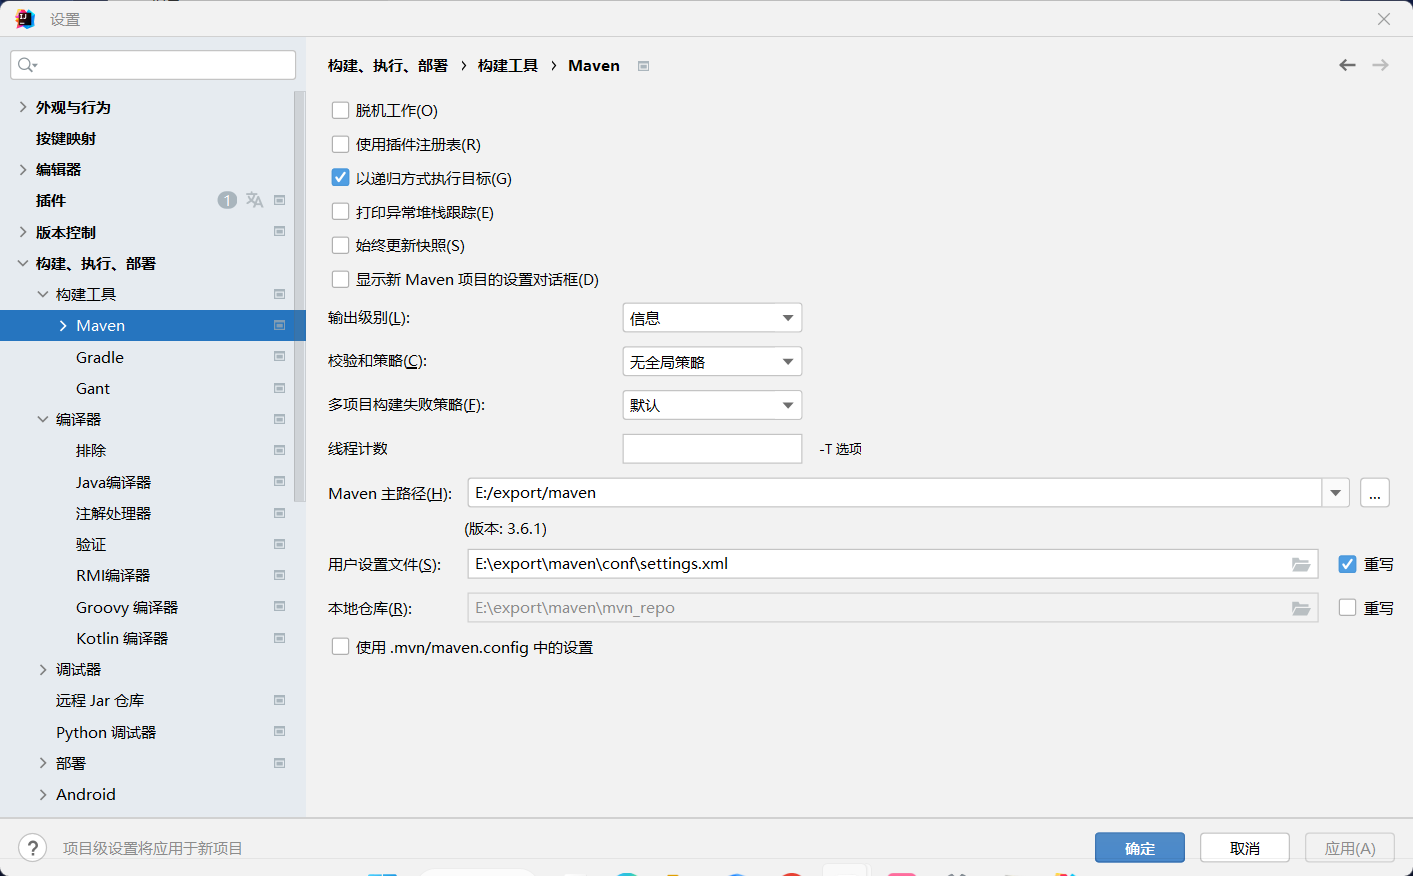 设置
外观与行为
按键映射
编辑器
插件 1
版本控制
构建、执行、部署
构建工具
Maven
Gradle
Gant
编译器
排除
Java编译器
注解处理器
验证
RMI编译器
Groovy 编译器
Kotlin 编译器
调试器
远程 Jar 仓库
Python 调试器
部署
Android
构建、执行、部署 › 构建工具 › Maven
脱机工作(O)
使用插件注册表(R)
以递归方式执行目标(G)
打印异常堆栈跟踪(E)
始终更新快照(S)
显示新 Maven 项目的设置对话框(D)
输出级别(L): 信息
校验和策略(C): 无全局策略
多项目构建失败策略(F): 默认
线程计数 -T 选项
Maven 主路径(H): E:/export/maven ...
(版本: 3.6.1)
用户设置文件(S): E:\export\maven\conf\settings.xml 重写
本地仓库(R): E:\export\maven\mvn_repo 重写
使用 .mvn/maven.config 中的设置
? 项目级设置将应用于新项目 确定 取消 应用(A)